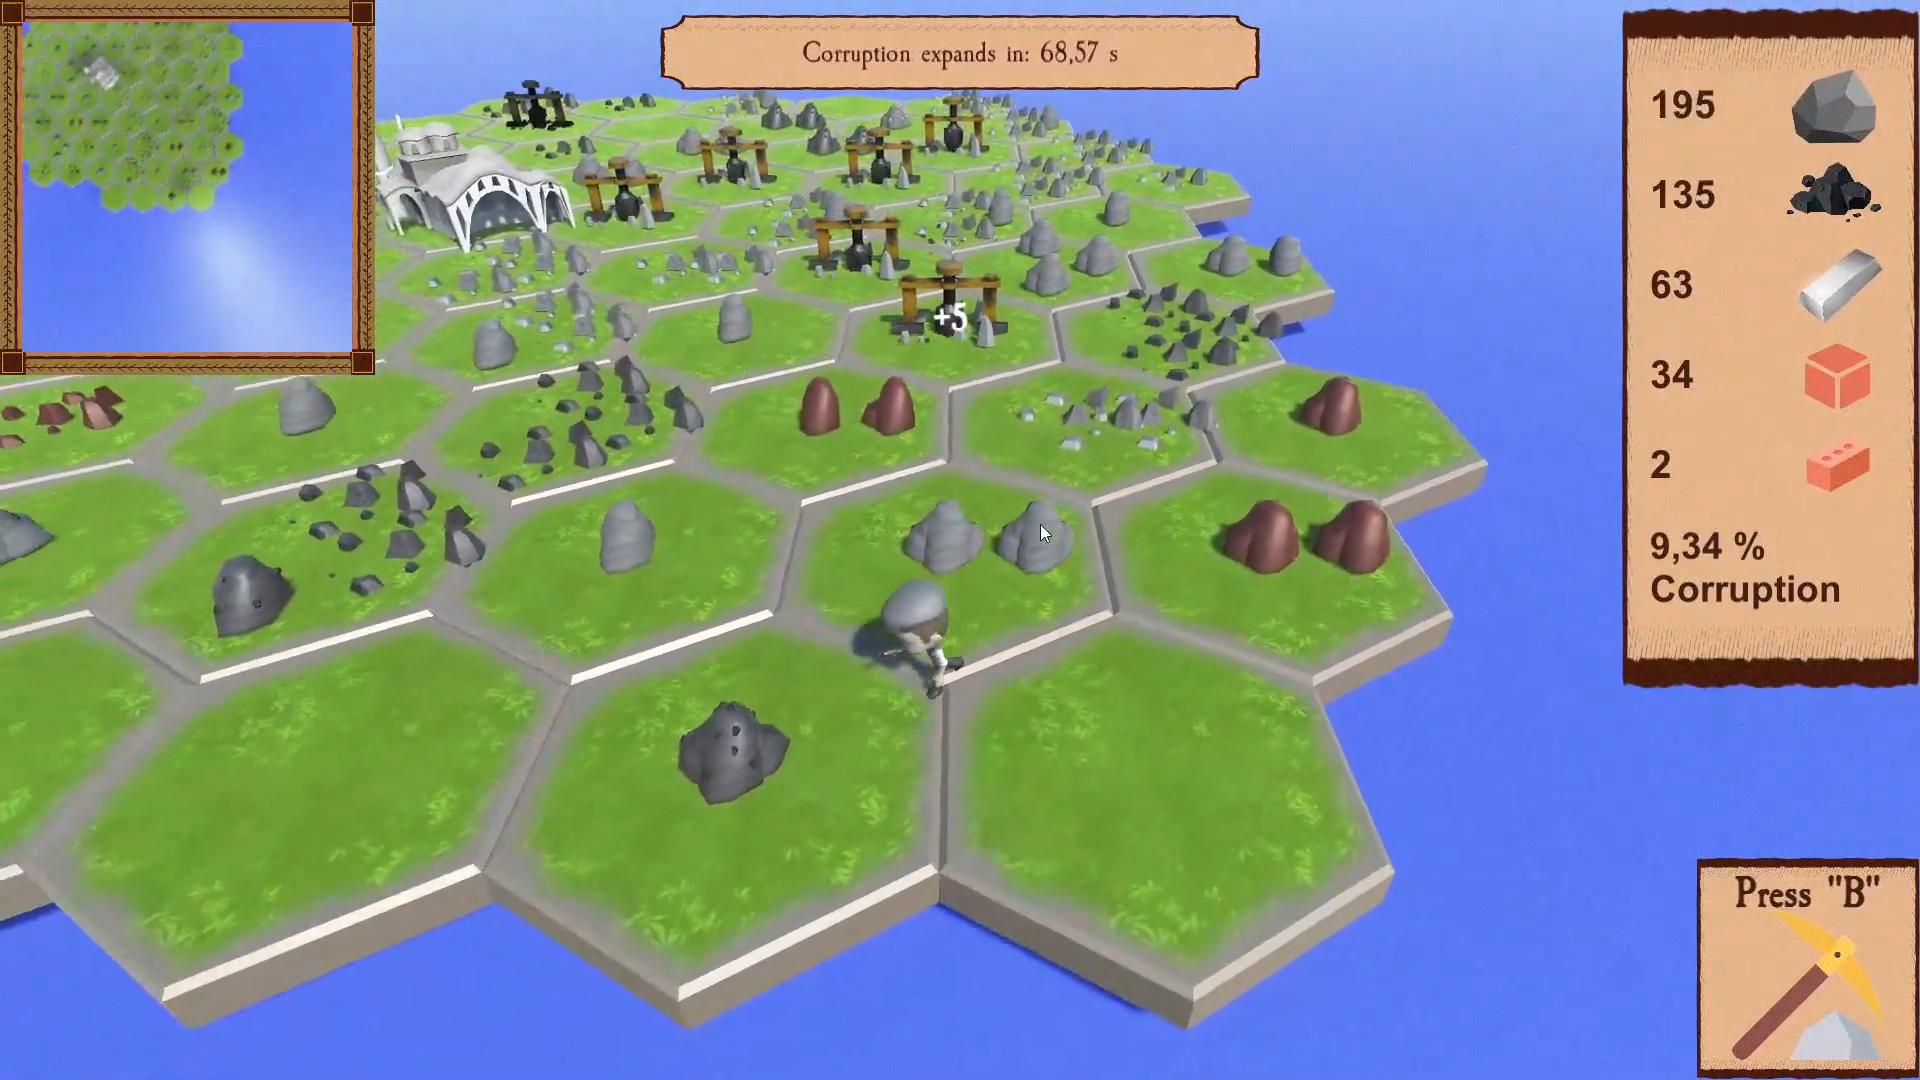 Corruption expands in: 68,57 s
195
135
63
34
2
9,34 %
Corruption
+5
Press "B"